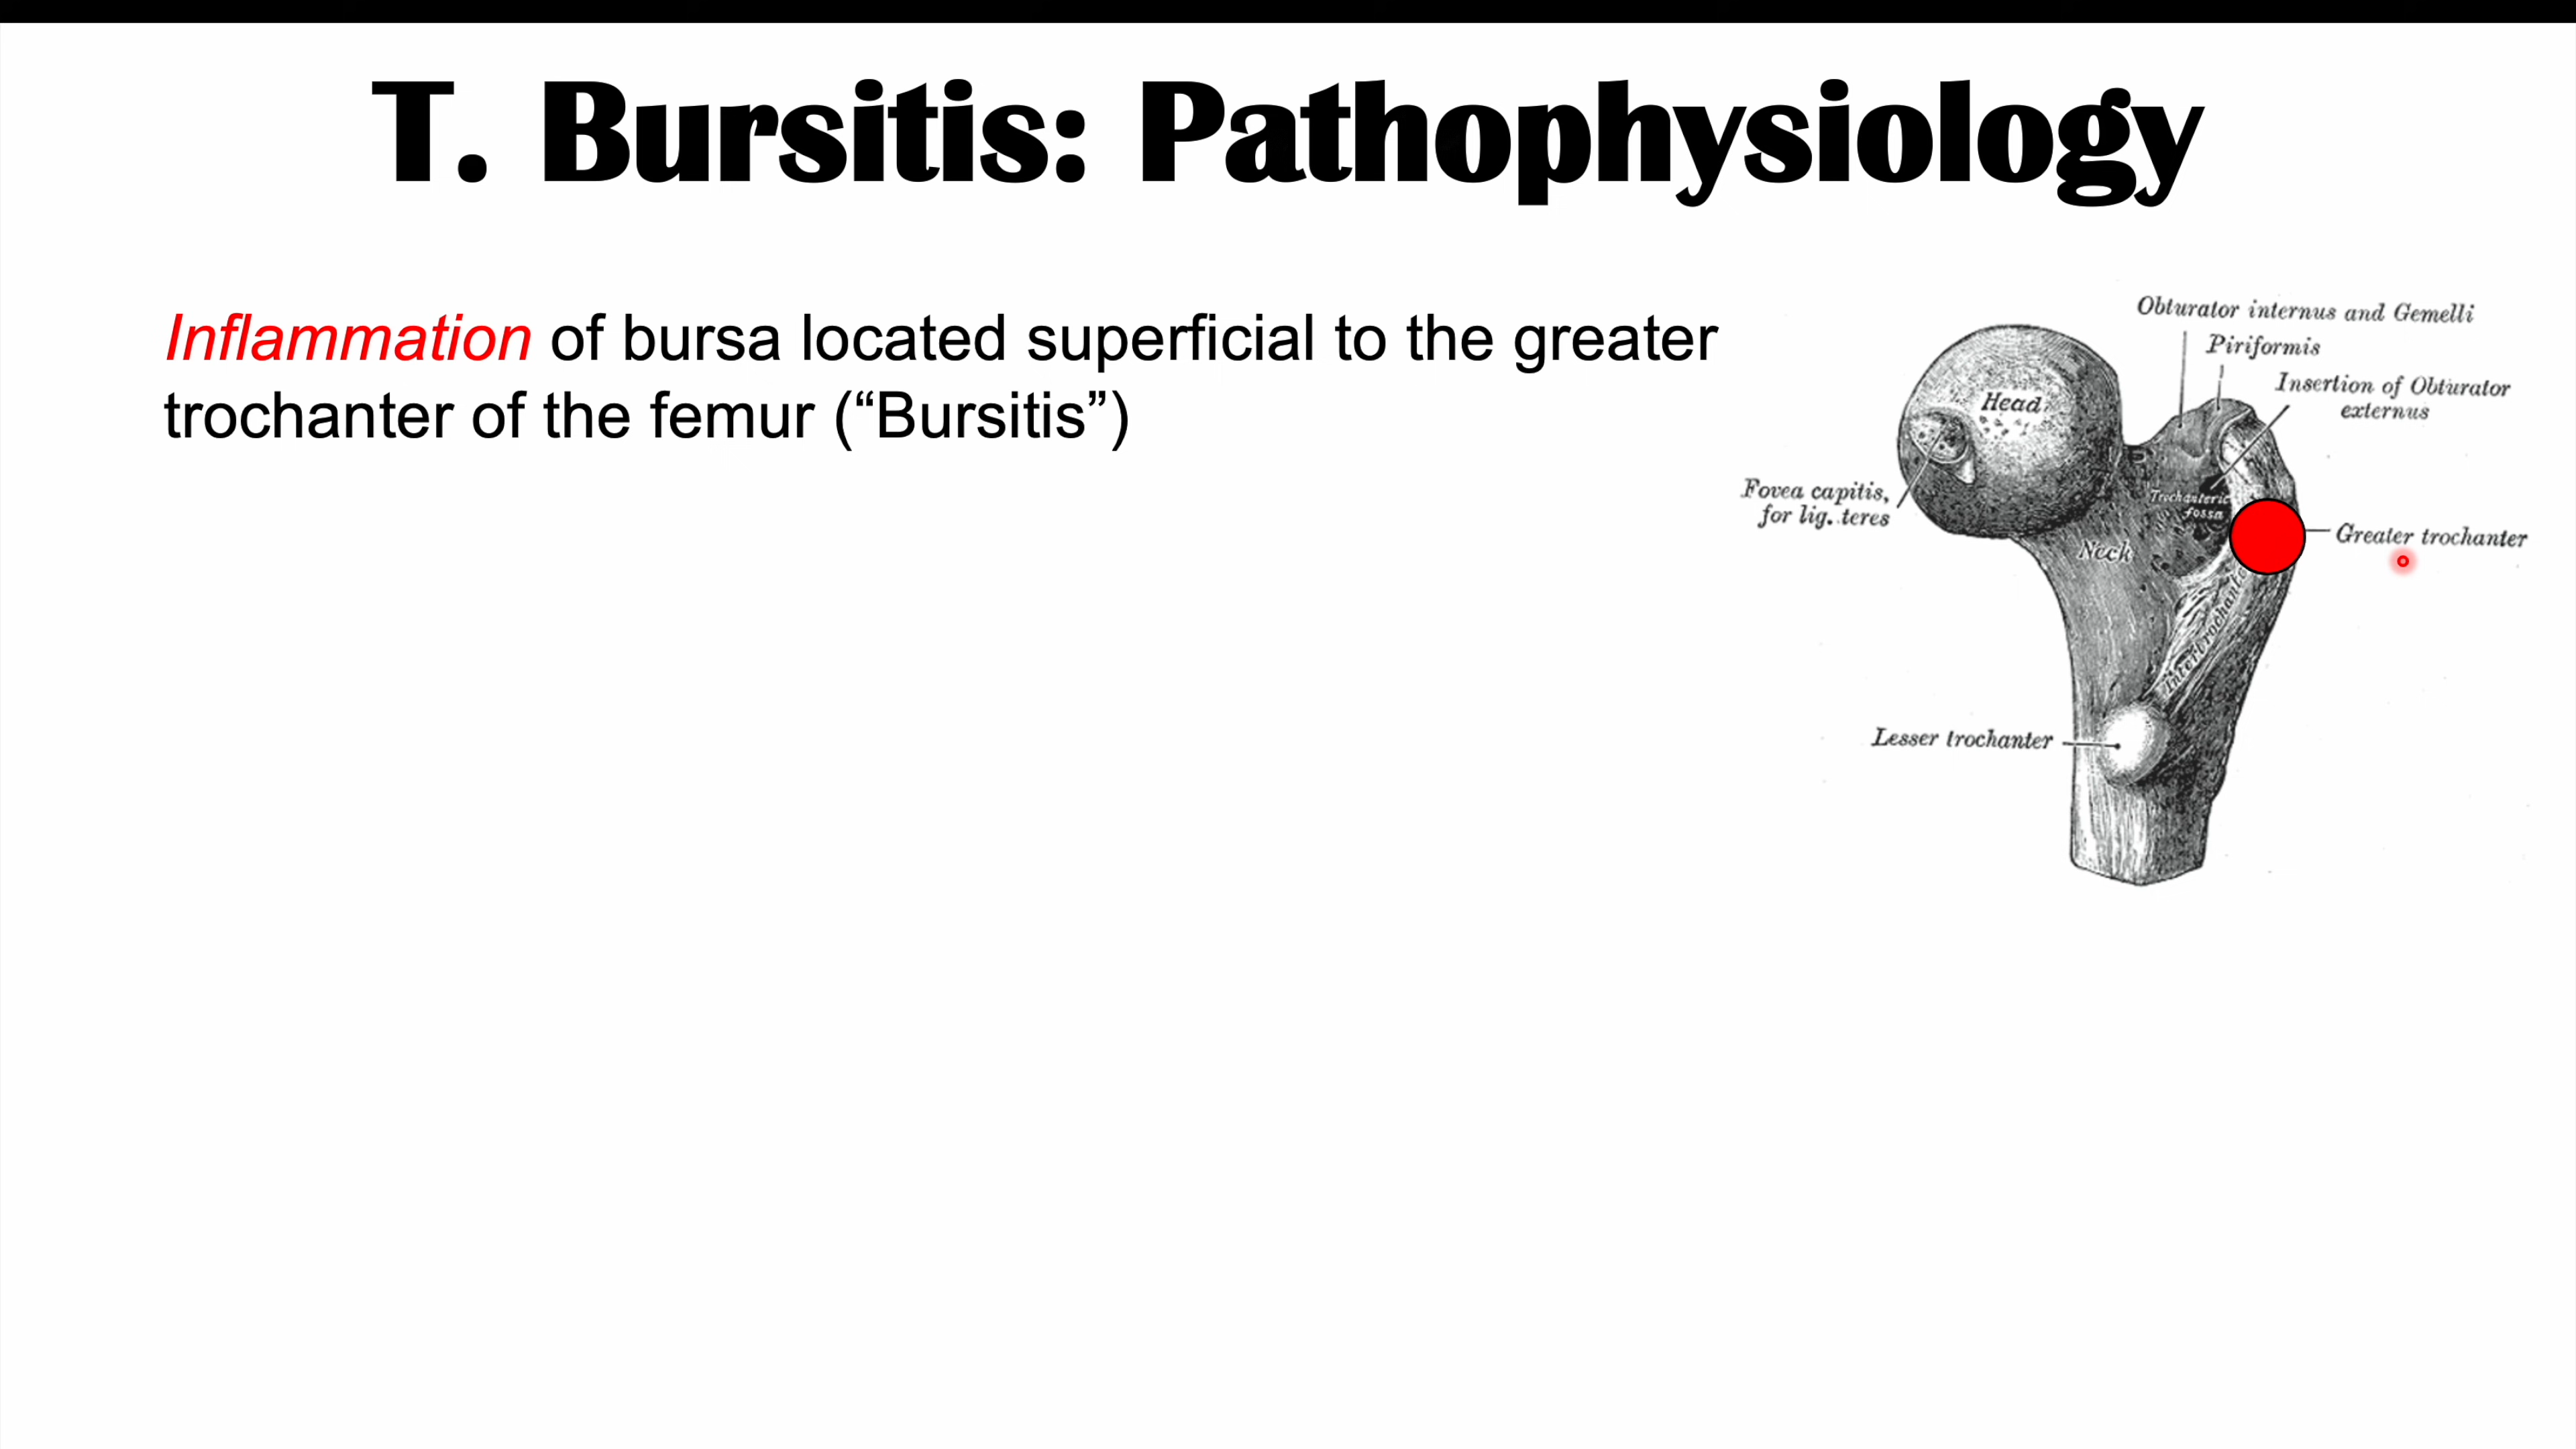 T. Bursitis: Pathophysiology
Inflammation of bursa located superficial to the greater
trochanter of the femur (“Bursitis”)
Obturator internus and Gemelli
Piriformis
Insertion of Obturator
externus
Head
Fovea capitis,
for lig. teres
Trochanteric
fossa
Greater trochanter
Neck
Lesser trochanter